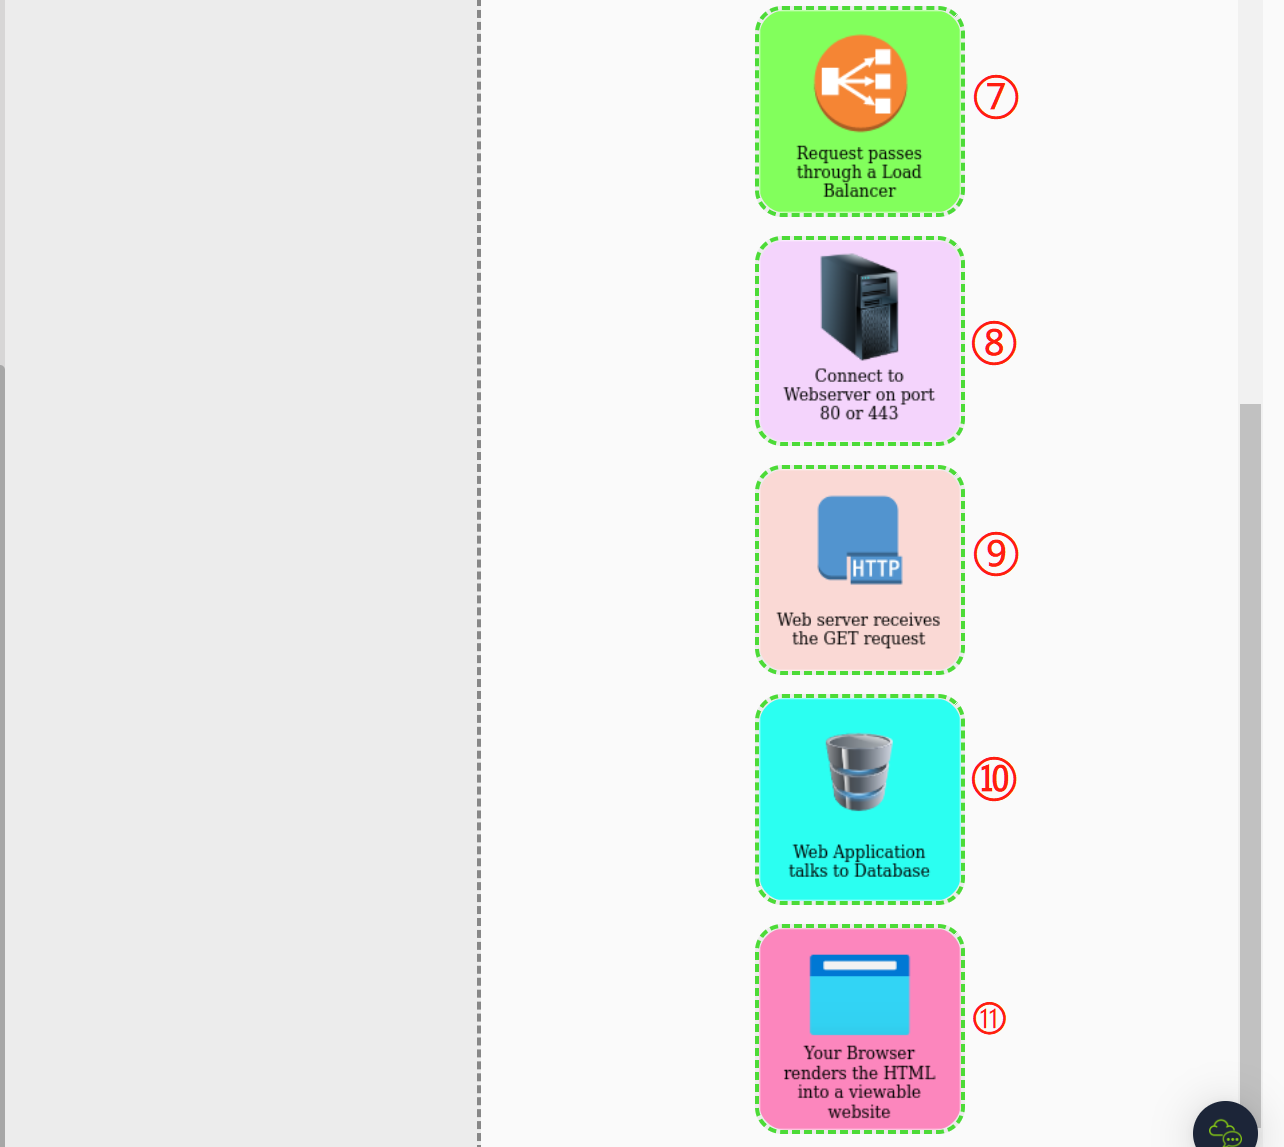 ⑦
Request passes
through a Load
Balancer
⑧
Connect to
Webserver on port
80 or 443
⑨
HTTP
Web server receives
the GET request
⑩
Web Application
talks to Database
⑪
Your Browser
renders the HTML
into a viewable
website